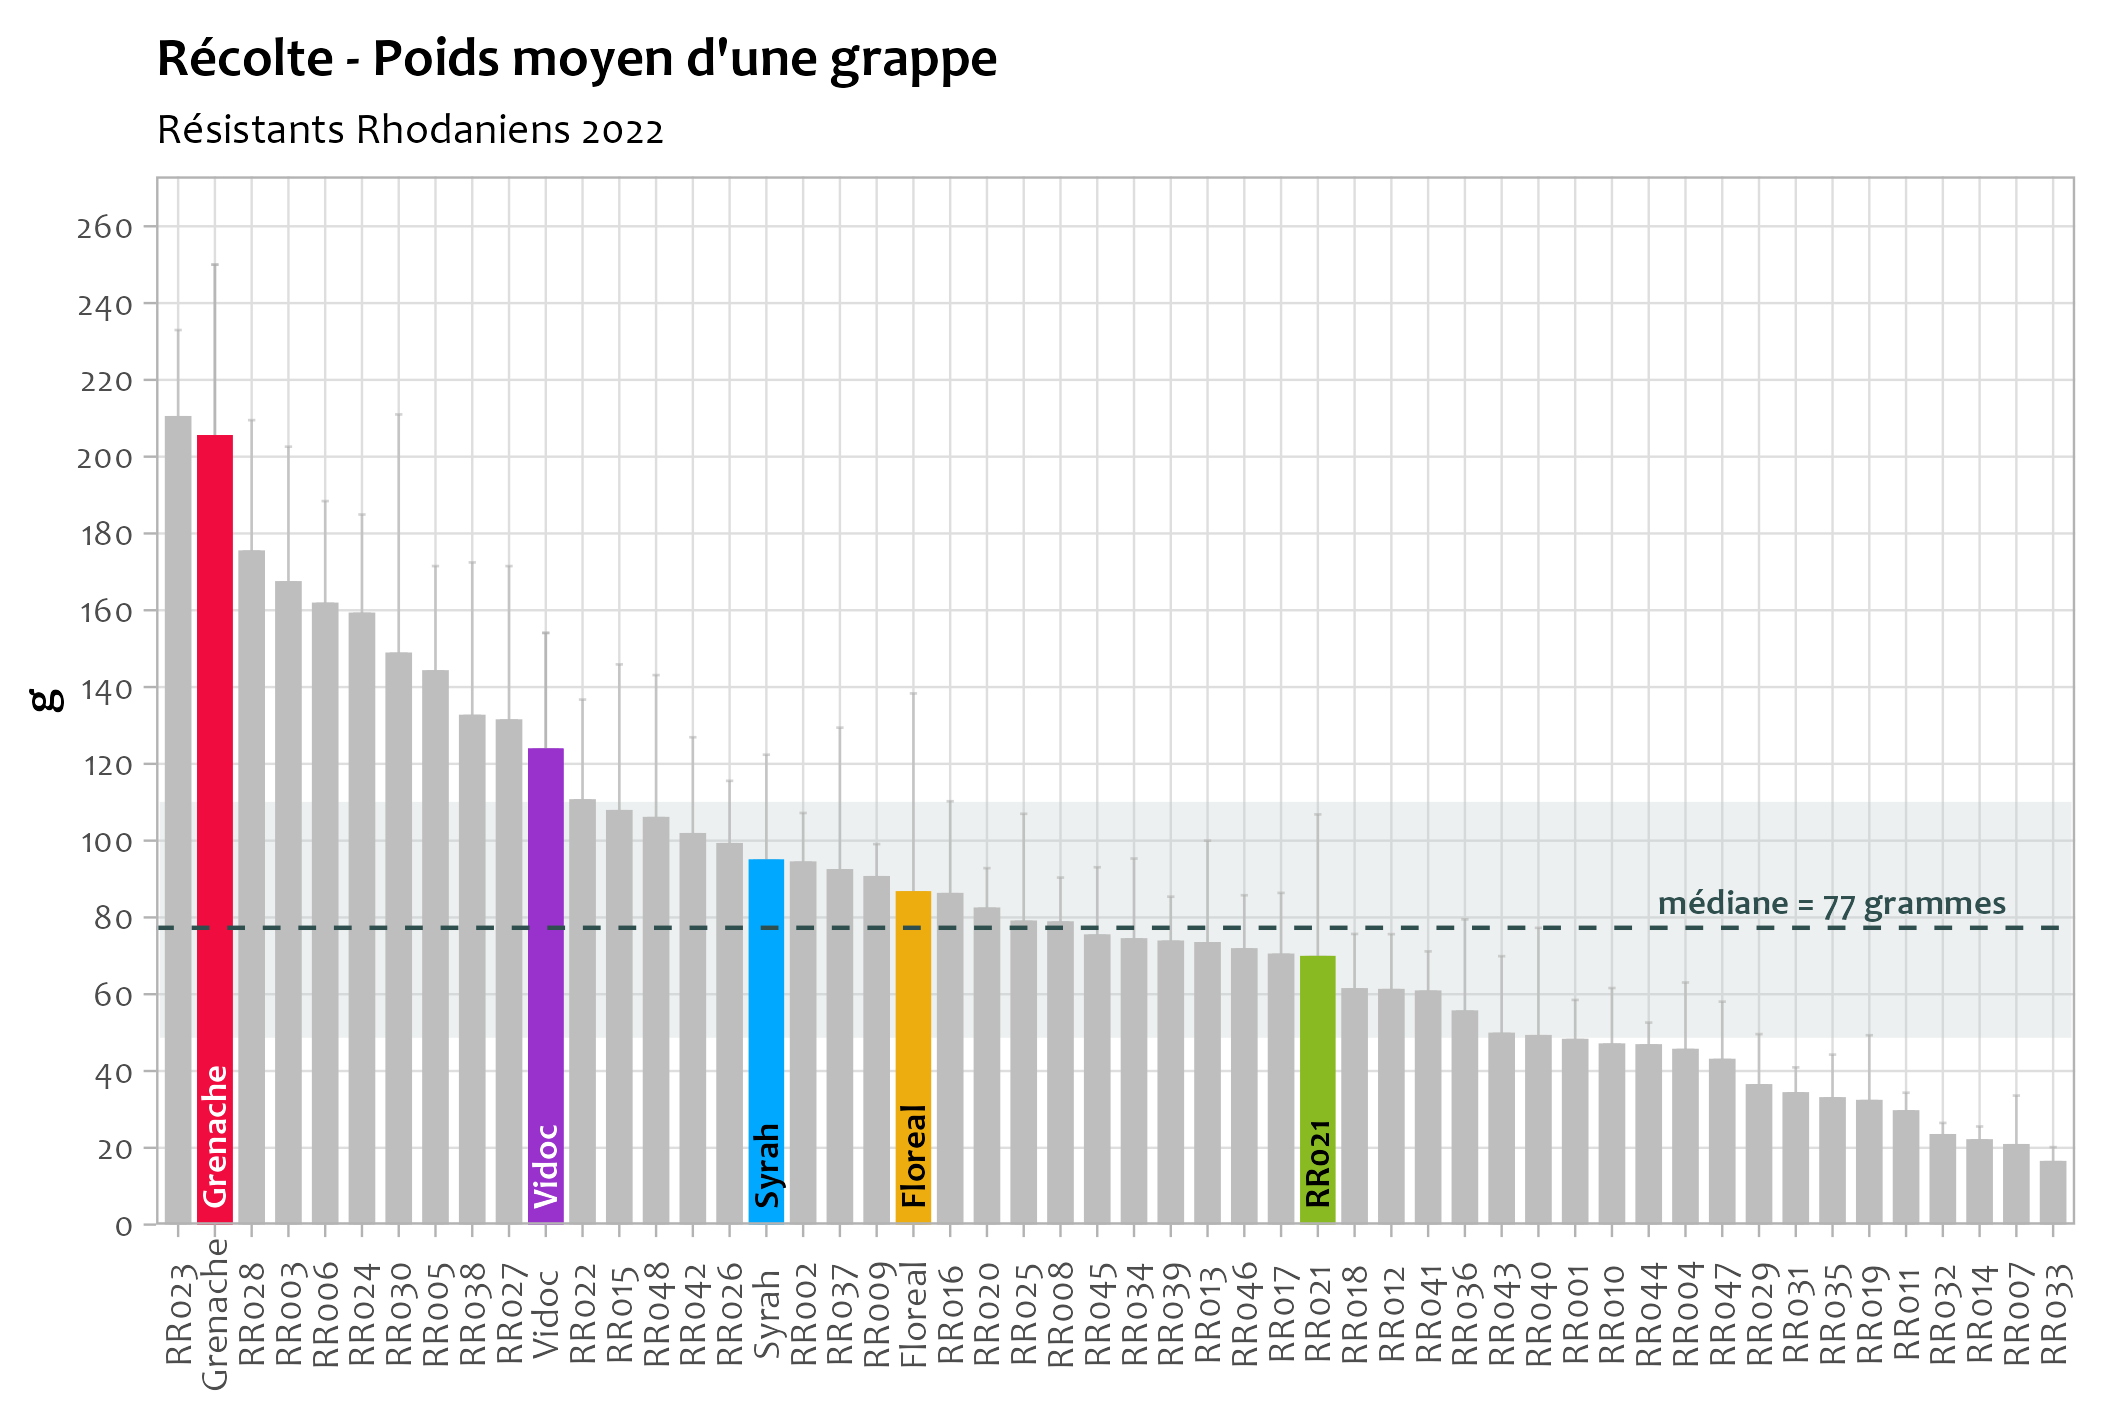 Récolte - Poids moyen d'une grappe
Résistants Rhodaniens 2022
g
260
240
220
200
180
160
140
120
100
80
60
40
20
0
médiane = 77 grammes
Grenache
Vidoc
Syrah
Floreal
RR021
RR023
Grenache
RR028
RR003
RR006
RR024
RR030
RR005
RR038
RR027
Vidoc
RR022
RR015
RR048
RR042
RR026
Syrah
RR002
RR037
RR009
Floreal
RR016
RR020
RR025
RR008
RR045
RR034
RR039
RR013
RR046
RR017
RR021
RR018
RR012
RR041
RR036
RR043
RR040
RR001
RR010
RR044
RR004
RR047
RR029
RR031
RR035
RR019
RR011
RR032
RR014
RR007
RR033